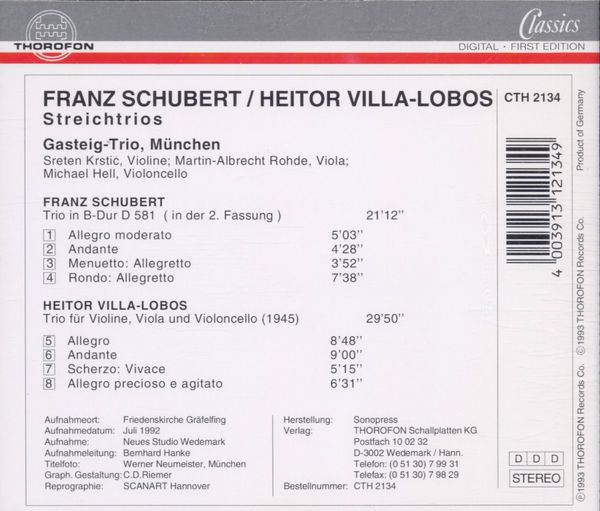 THOROFON
Classics
DIGITAL · FIRST EDITION
FRANZ SCHUBERT / HEITOR VILLA-LOBOS
Streichtrios
CTH 2134
Gasteig-Trio, München
Sreten Krstić, Violine; Martin-Albrecht Rohde, Viola;
Michael Hell, Violoncello
FRANZ SCHUBERT
Trio in B-Dur D 581 ( in der 2. Fassung ) 21'12''
1 Allegro moderato 5'03''
2 Andante 4'28''
3 Menuetto: Allegretto 3'52''
4 Rondo: Allegretto 7'38''
HEITOR VILLA-LOBOS
Trio für Violine, Viola und Violoncello (1945) 29'50''
5 Allegro 8'48''
6 Andante 9'00''
7 Scherzo: Vivace 5'15''
8 Allegro precioso e agitato 6'31''
Aufnahmeort: Friedenskirche Gräfelfing
Aufnahmedatum: Juli 1992
Aufnahme: Neues Studio Wedemark
Aufnahmeleitung: Bernhard Hanke
Titelfoto: Werner Neumeister, München
Graph. Gestaltung: C.D.Riemer
Reprographie: SCANART Hannover
Herstellung: Sonopress
Verlag: THOROFON Schallplatten KG
Postfach 10 02 32
D-3002 Wedemark / Hann.
Telefon: (0 51 30) 7 99 31
Telefax: (0 51 30) 7 98 29
Bestellnummer: CTH 2134
4 003913 121349
Product of Germany
©1993 THOROFON Records Co.
℗1993 THOROFON Records Co.
D D D
STEREO